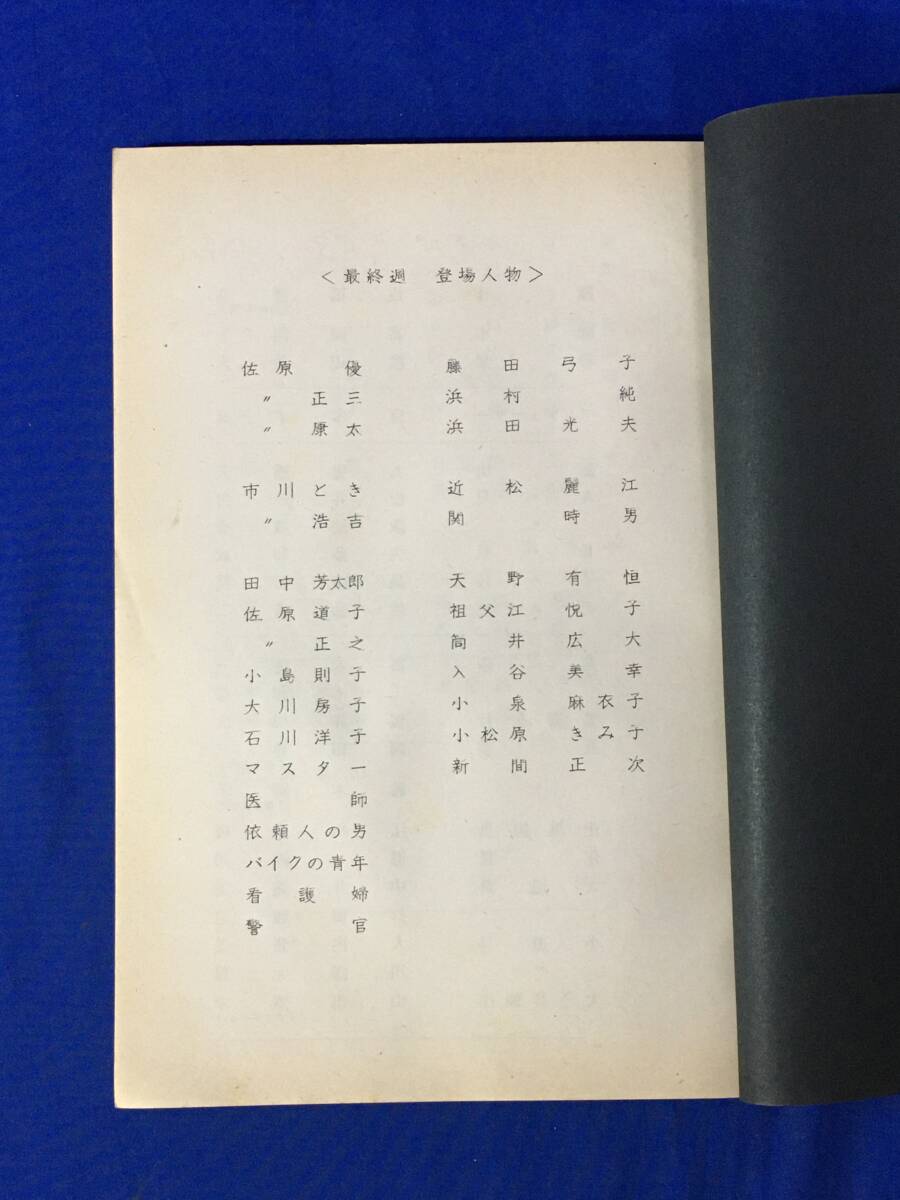 ＜最終週　登場人物＞
佐原　優　藤田弓子
〃　正三　浜村　純
〃　康太　浜田光夫
市川とき　近松麗江
〃　浩吉　関　時男
田中芳太郎　天野有恒
佐原道子　祖父江悦子
〃　正之　筒井広大
小島則子　入谷美幸
大川房子　小泉麻衣子
石川洋子　小松原きみ子
マスター　新間正次
医師
依頼人の男
バイクの青年
看護婦
警官